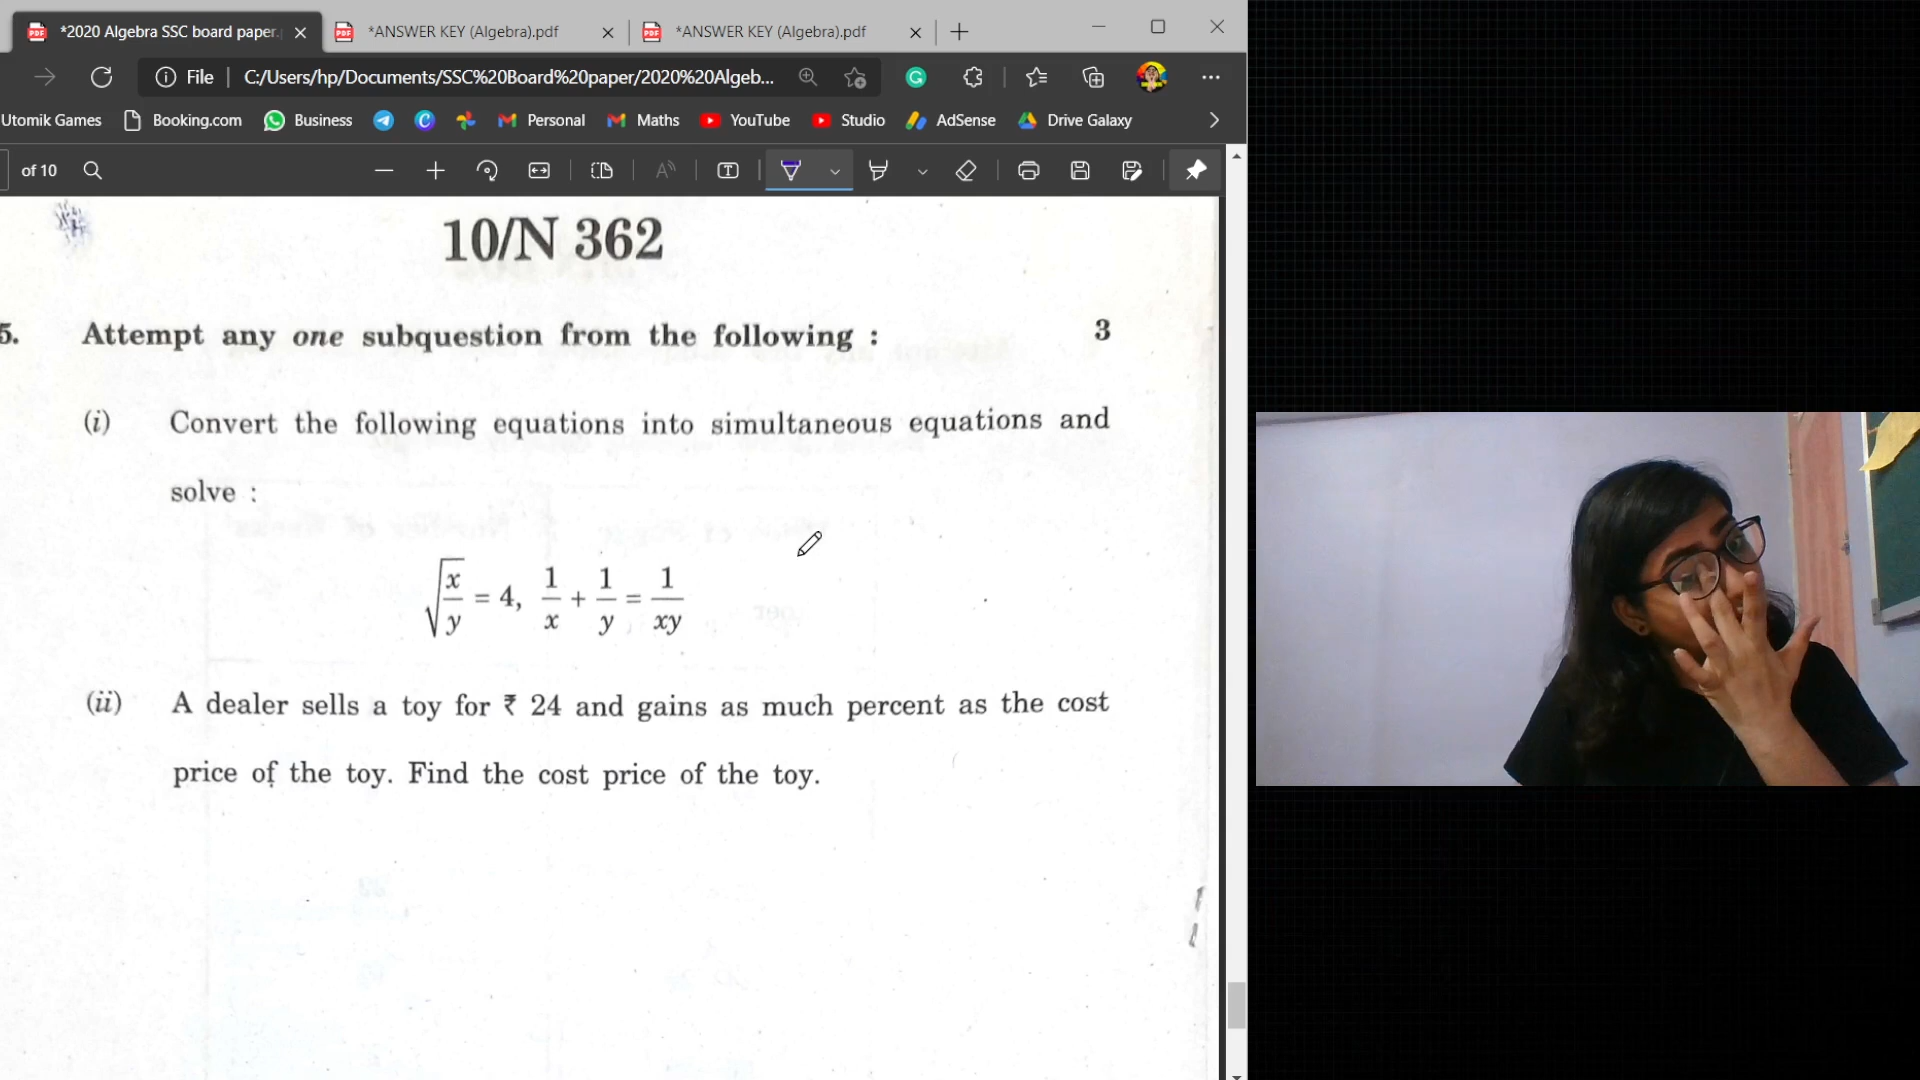 *2020 Algebra SSC board paper.
*ANSWER KEY (Algebra).pdf
*ANSWER KEY (Algebra).pdf
File
C:/Users/hp/Documents/SSC%20Board%20paper/2020%20Algeb...
Utomik Games
Booking.com
Business
Personal
Maths
YouTube
Studio
AdSense
Drive Galaxy
of 10
10/N 362
5. Attempt any one subquestion from the following : 3
(i) Convert the following equations into simultaneous equations and
solve :
√(x/y) = 4, 1/x + 1/y = 1/xy
(ii) A dealer sells a toy for ₹ 24 and gains as much percent as the cost
price of the toy. Find the cost price of the toy.